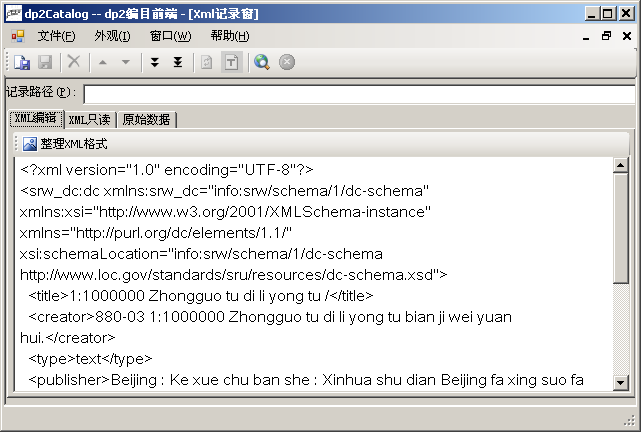 dp2Catalog -- dp2编目前端 - [Xml记录窗]
文件(F) 外观(I) 窗口(W) 帮助(H)
记录路径(P):
XML编辑 XML只读 原始数据
整理XML格式
<?xml version="1.0" encoding="UTF-8"?>
<srw_dc:dc xmlns:srw_dc="info:srw/schema/1/dc-schema"
xmlns:xsi="http://www.w3.org/2001/XMLSchema-instance"
xmlns="http://purl.org/dc/elements/1.1/"
xsi:schemaLocation="info:srw/schema/1/dc-schema
http://www.loc.gov/standards/sru/resources/dc-schema.xsd">
<title>1:1000000 Zhongguo tu di li yong tu /</title>
<creator>880-03 1:1000000 Zhongguo tu di li yong tu bian ji wei yuan
hui.</creator>
<type>text</type>
<publisher>Beijing : Ke xue chu ban she : Xinhua shu dian Beijing fa xing suo fa